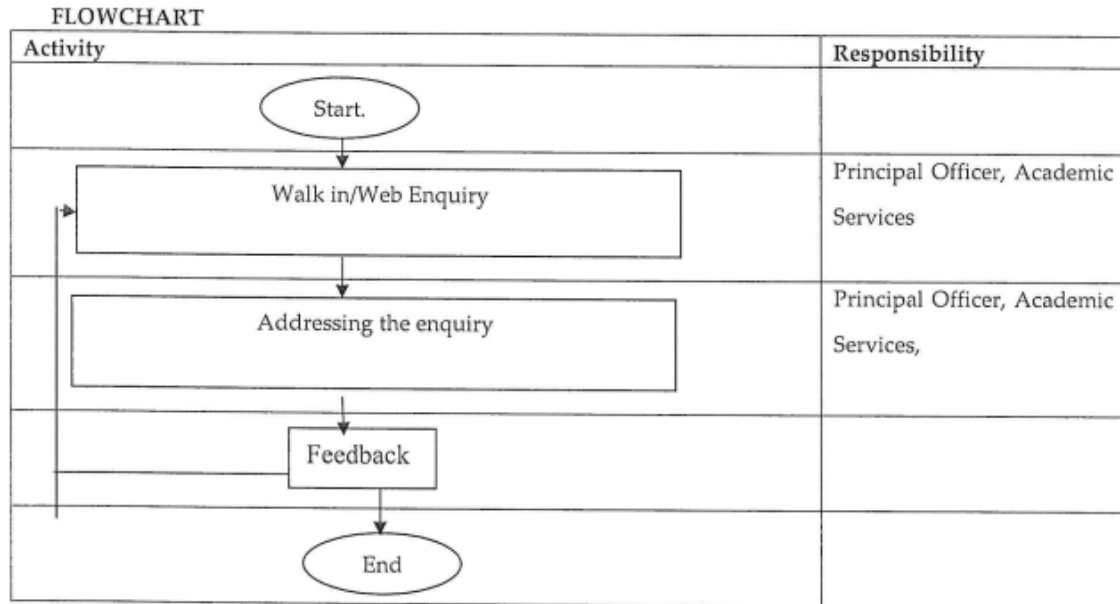 FLOWCHART
Activity
Responsibility
Start.
Walk in/Web Enquiry
Principal Officer, Academic
Services
Addressing the enquiry
Principal Officer, Academic
Services,
Feedback
End